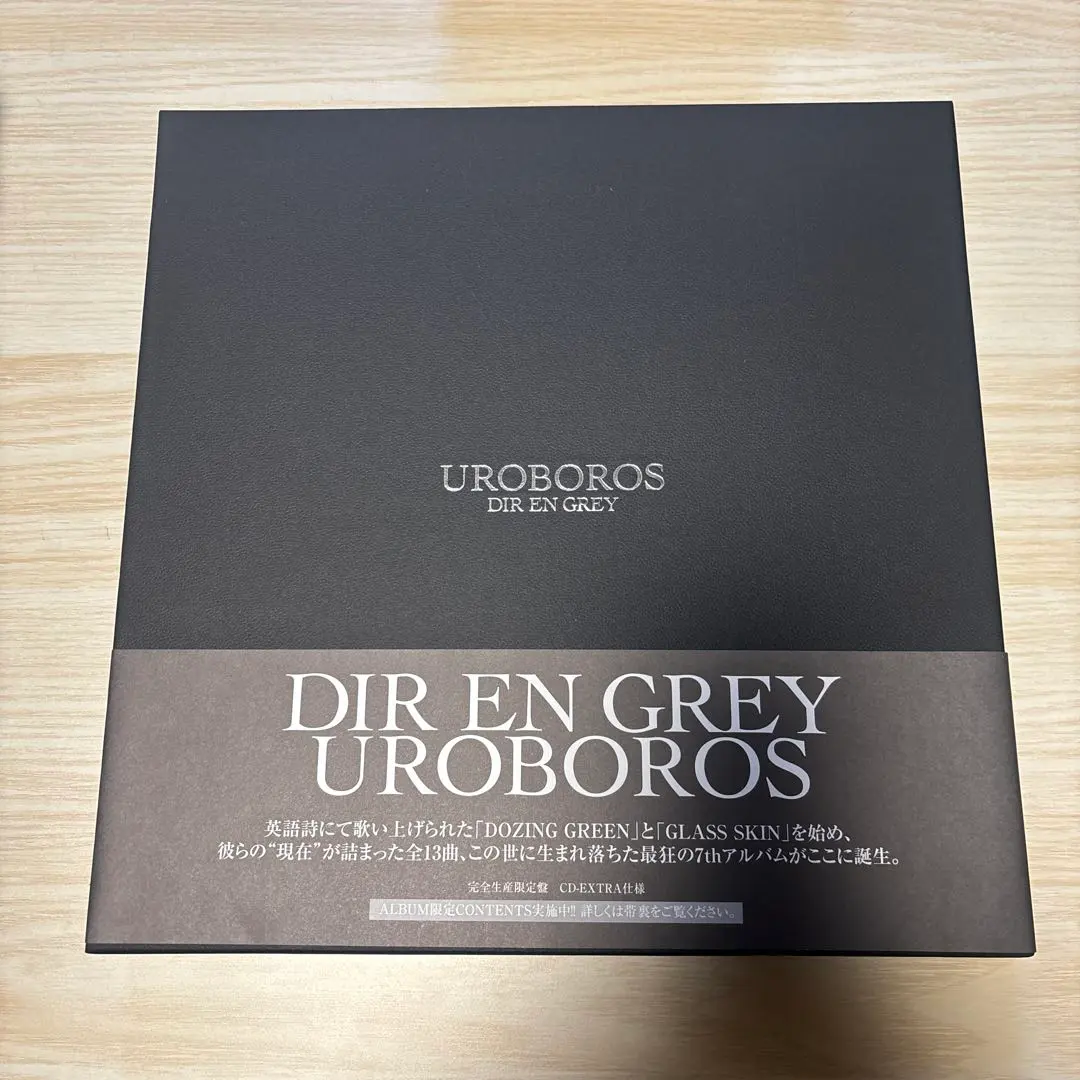 UROBOROS
DIR EN GREY
DIR EN GREY
UROBOROS
英語詩にて歌い上げられた「DOZING GREEN」と「GLASS SKIN」を始め、
彼らの“現在”が詰まった全13曲、この世に生まれ落ちた最狂の7thアルバムがここに誕生。
完全生産限定盤 CD-EXTRA仕様
ALBUM限定CONTENTS実施中!! 詳しくは帯裏をご覧ください。